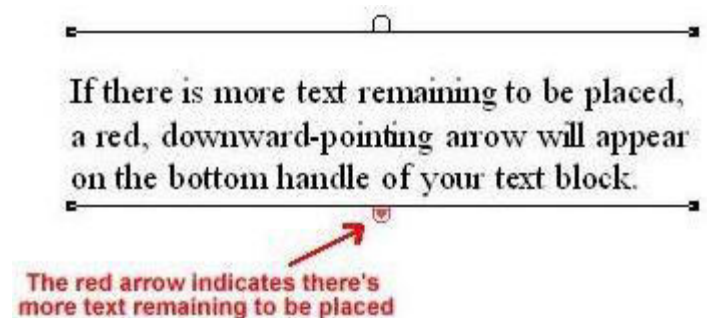 If there is more text remaining to be placed,
a red, downward-pointing arrow will appear
on the bottom handle of your text block.
The red arrow indicates there's
more text remaining to be placed